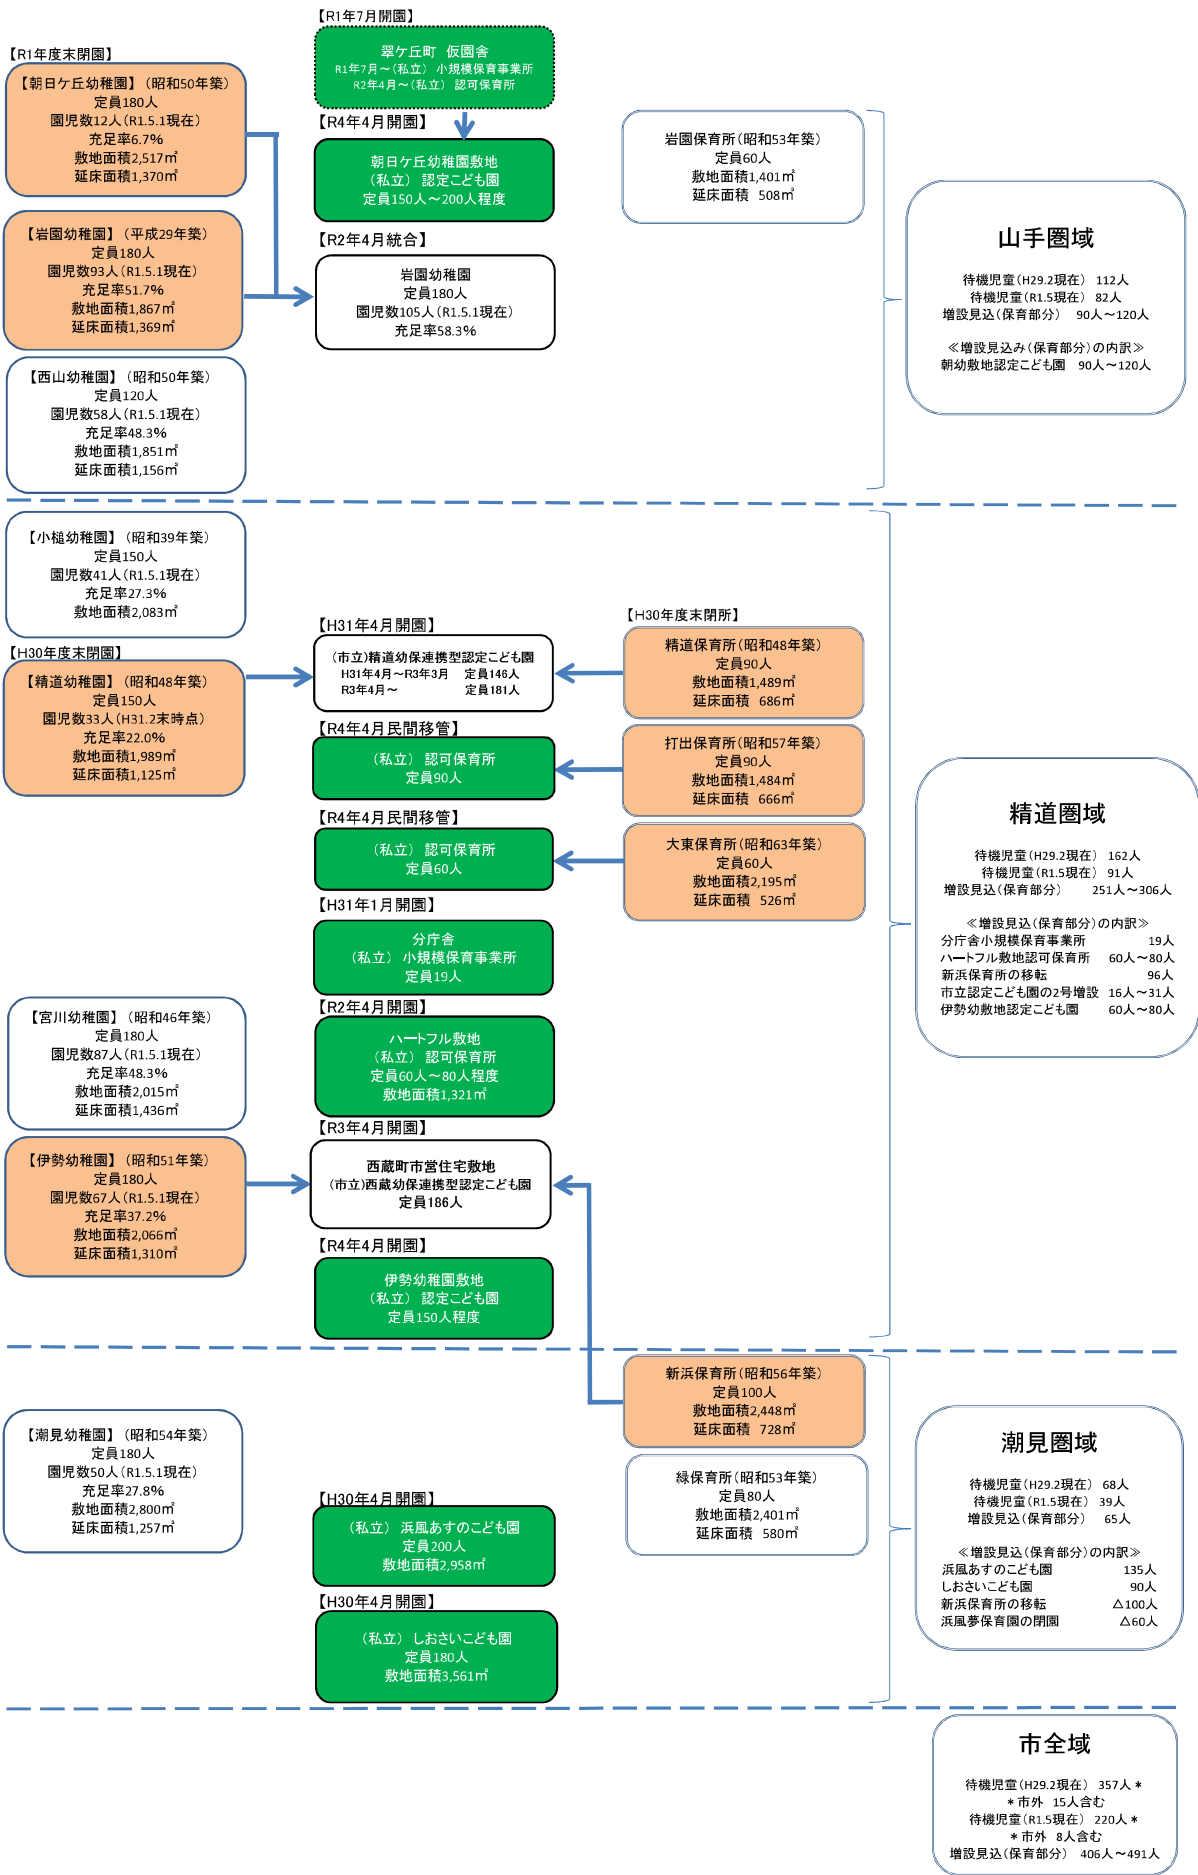 【R1年度末閉園】
【朝日ケ丘幼稚園】(昭和50年築)
定員180人
園児数12人(R1.5.1現在)
充足率6.7%
敷地面積2,517㎡
延床面積1,370㎡
【岩園幼稚園】(平成29年築)
定員180人
園児数93人(R1.5.1現在)
充足率51.7%
敷地面積1,867㎡
延床面積1,369㎡
【西山幼稚園】(昭和50年築)
定員120人
園児数58人(R1.5.1現在)
充足率48.3%
敷地面積1,851㎡
延床面積1,156㎡
【R1年7月開園】
翠ケ丘町 仮園舎
R1年7月~(私立) 小規模保育事業所
R2年4月~(私立) 認可保育所
【R4年4月開園】
朝日ケ丘幼稚園敷地
(私立) 認定こども園
定員150人~200人程度
【R2年4月統合】
岩園幼稚園
定員180人
園児数105人(R1.5.1現在)
充足率58.3%
岩園保育所(昭和53年築)
定員60人
敷地面積1,401㎡
延床面積 508㎡
山手圏域
待機児童(H29.2現在) 112人
待機児童(R1.5現在) 82人
増設見込(保育部分) 90人~120人
≪増設見込み(保育部分)の内訳≫
朝幼敷地認定こども園 90人~120人
【小槌幼稚園】(昭和39年築)
定員150人
園児数41人(R1.5.1現在)
充足率27.3%
敷地面積2,083㎡
【H30年度末閉園】
【精道幼稚園】(昭和48年築)
定員150人
園児数33人(H31.2末時点)
充足率22.0%
敷地面積1,989㎡
延床面積1,125㎡
【宮川幼稚園】(昭和46年築)
定員180人
園児数87人(R1.5.1現在)
充足率48.3%
敷地面積2,015㎡
延床面積1,436㎡
【伊勢幼稚園】(昭和51年築)
定員180人
園児数67人(R1.5.1現在)
充足率37.2%
敷地面積2,066㎡
延床面積1,310㎡
【H31年4月開園】
(市立)精道幼保連携型認定こども園
H31年4月~R3年3月 定員146人
R3年4月~ 定員181人
【R4年4月民間移管】
(私立) 認可保育所
定員90人
【R4年4月民間移管】
(私立) 認可保育所
定員60人
【H31年1月開園】
分庁舎
(私立) 小規模保育事業所
定員19人
【R2年4月開園】
ハートフル敷地
(私立) 認可保育所
定員60人~80人程度
敷地面積1,321㎡
【R3年4月開園】
西蔵町市営住宅敷地
(市立)西蔵幼保連携型認定こども園
定員186人
【R4年4月開園】
伊勢幼稚園敷地
(私立) 認定こども園
定員150人程度
【H30年度末閉所】
精道保育所(昭和48年築)
定員90人
敷地面積1,489㎡
延床面積 686㎡
打出保育所(昭和57年築)
定員90人
敷地面積1,484㎡
延床面積 666㎡
大東保育所(昭和63年築)
定員60人
敷地面積2,195㎡
延床面積 526㎡
精道圏域
待機児童(H29.2現在) 162人
待機児童(R1.5現在) 91人
増設見込(保育部分) 251人~306人
≪増設見込(保育部分)の内訳≫
分庁舎小規模保育事業所 19人
ハートフル敷地認可保育所 60人~80人
新浜保育所の移転 96人
市立認定こども園の2号増設 16人~31人
伊勢幼敷地認定こども園 60人~80人
【潮見幼稚園】(昭和54年築)
定員180人
園児数50人(R1.5.1現在)
充足率27.8%
敷地面積2,800㎡
延床面積1,257㎡
【H30年4月開園】
(私立) 浜風あすのこども園
定員200人
敷地面積2,958㎡
【H30年4月開園】
(私立) しおさいこども園
定員180人
敷地面積3,561㎡
新浜保育所(昭和56年築)
定員100人
敷地面積2,448㎡
延床面積 728㎡
緑保育所(昭和53年築)
定員80人
敷地面積2,401㎡
延床面積 580㎡
潮見圏域
待機児童(H29.2現在) 68人
待機児童(R1.5現在) 39人
増設見込(保育部分) 65人
≪増設見込(保育部分)の内訳≫
浜風あすのこども園 135人
しおさいこども園 90人
新浜保育所の移転 △100人
浜風夢保育園の閉園 △60人
市全域
待機児童(H29.2現在) 357人*
*市外 15人含む
待機児童(R1.5現在) 220人*
*市外 8人含む
増設見込(保育部分) 406人~491人